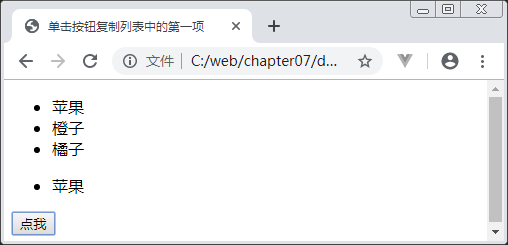 单击按钮复制列表中的第一项
文件 C:/web/chapter07/d...
苹果
橙子
橘子
苹果
点我